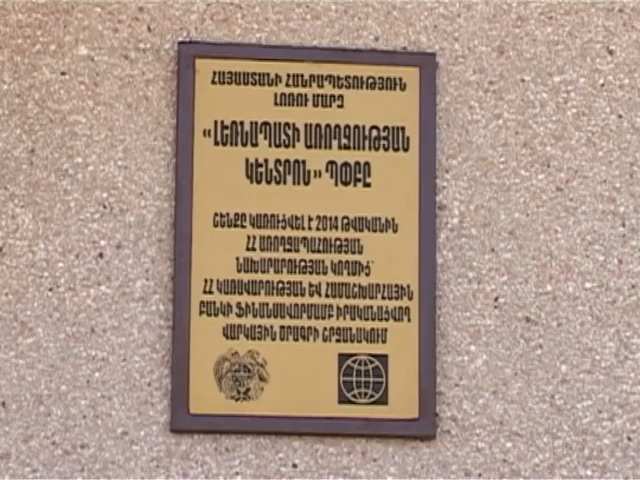 ՀԱՅԱՍՏԱՆԻ ՀԱՆՐԱՊԵՏՈՒԹՅՈՒՆ
ԼՈՌՈՒ ՄԱՐԶ
«ԼԵՌՆԱՊԱՏԻ ԱՌՈՂՋՈՒԹՅԱՆ
ԿԵՆՏՐՈՆ» ՊՓԲԸ
ՇԵՆՔԸ ԿԱՌՈՒՑՎԵԼ Է 2014 ԹՎԱԿԱՆԻՆ
ՀՀ ԱՌՈՂՋԱՊԱՀՈՒԹՅԱՆ
ՆԱԽԱՐԱՐՈՒԹՅԱՆ ԿՈՂՄԻՑ՝
ՀՀ ԿԱՌԱՎԱՐՈՒԹՅԱՆ ԵՎ ՀԱՄԱՇԽԱՐՀԱՅԻՆ
ԲԱՆԿԻ ՖԻՆԱՆՍԱՎՈՐՄԱՄԲ ԻՐԱԿԱՆԱՑՎՈՂ
ՎԱՐԿԱՅԻՆ ԾՐԱԳՐԻ ՇՐՋԱՆԱԿՈՒՄ